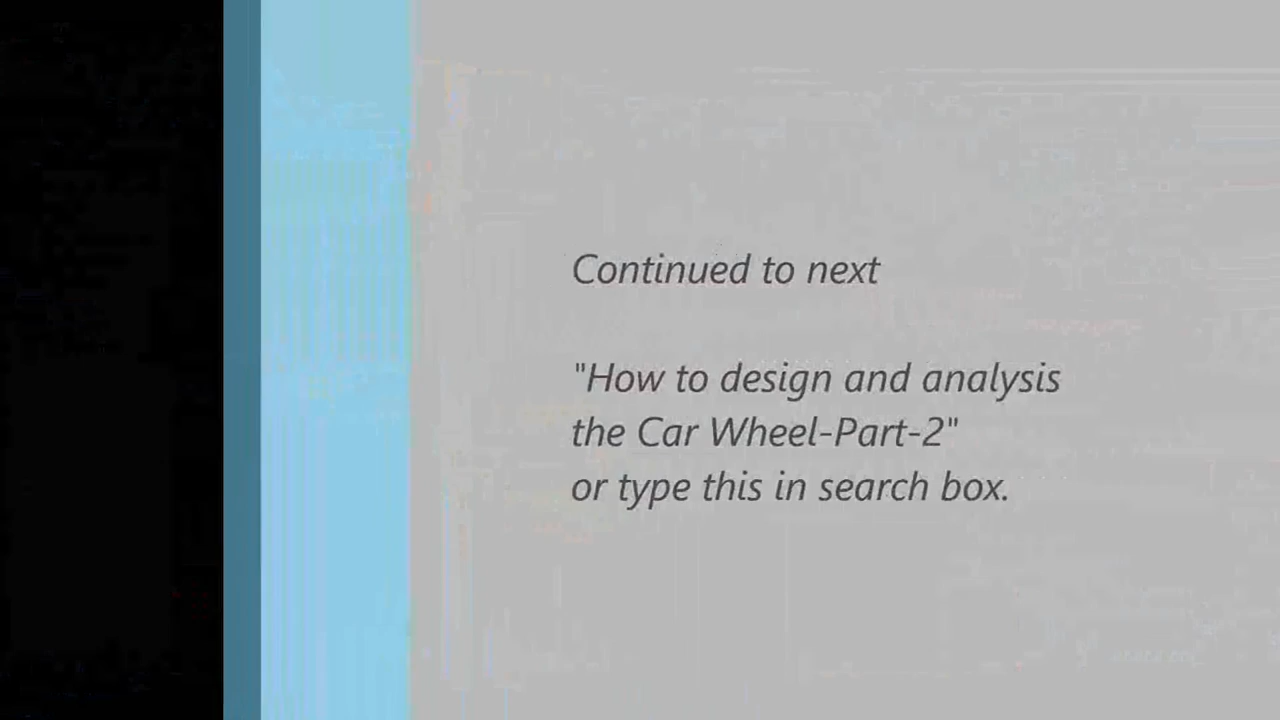 Continued to next
"How to design and analysis
the Car Wheel-Part-2"
or type this in search box.